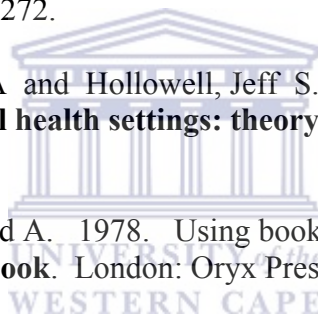 272.
A and Hollowell, Jeff S.
l health settings: theory
d A. 1978. Using book
UNIVERSITY of the
ook. London: Oryx Pres
WESTERN CAPE